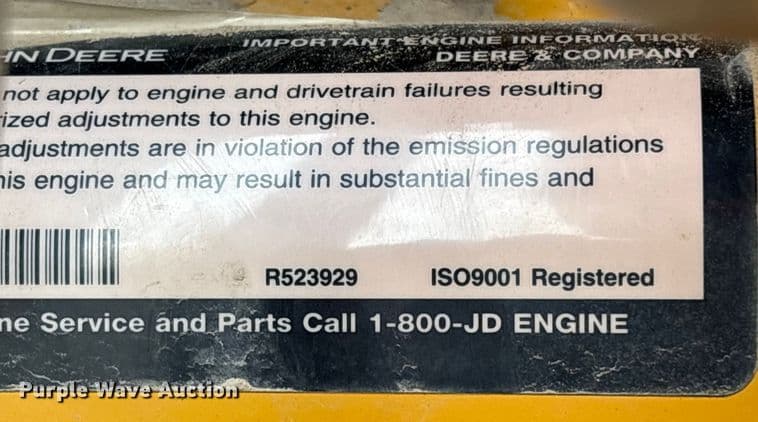 HN DEERE
IMPORTANT ENGINE INFORMATION
DEERE & COMPANY
not apply to engine and drivetrain failures resulting
ized adjustments to this engine.
adjustments are in violation of the emission regulations
his engine and may result in substantial fines and
R523929 ISO9001 Registered
ne Service and Parts Call 1-800-JD ENGINE
Purple Wave Auction